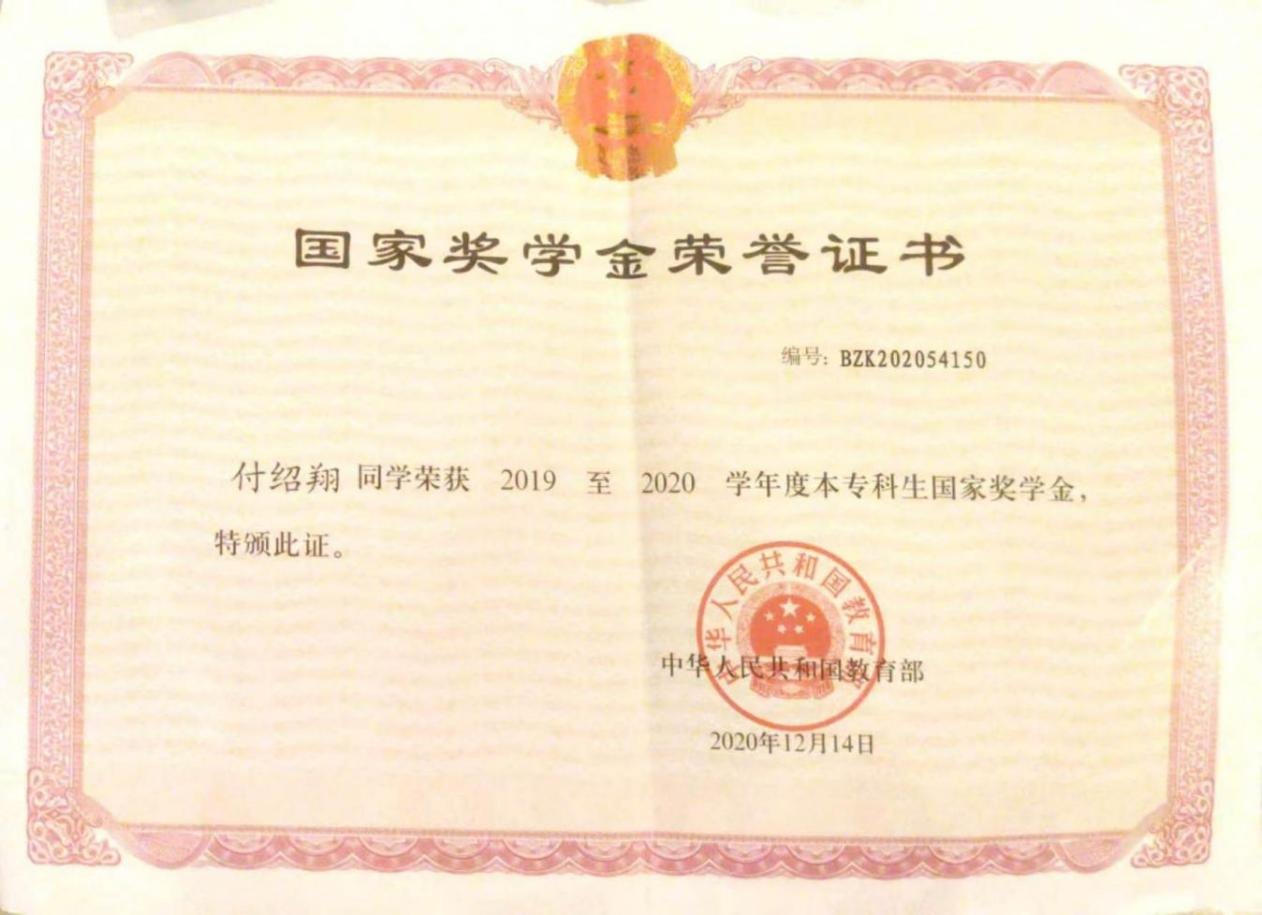 国家奖学金荣誉证书
编号: BZK202054150
付绍翔 同学荣获 2019 至 2020 学年度本专科生国家奖学金,
特颁此证。
中华人民共和国教育部
中华人民共和国教育部
2020年12月14日